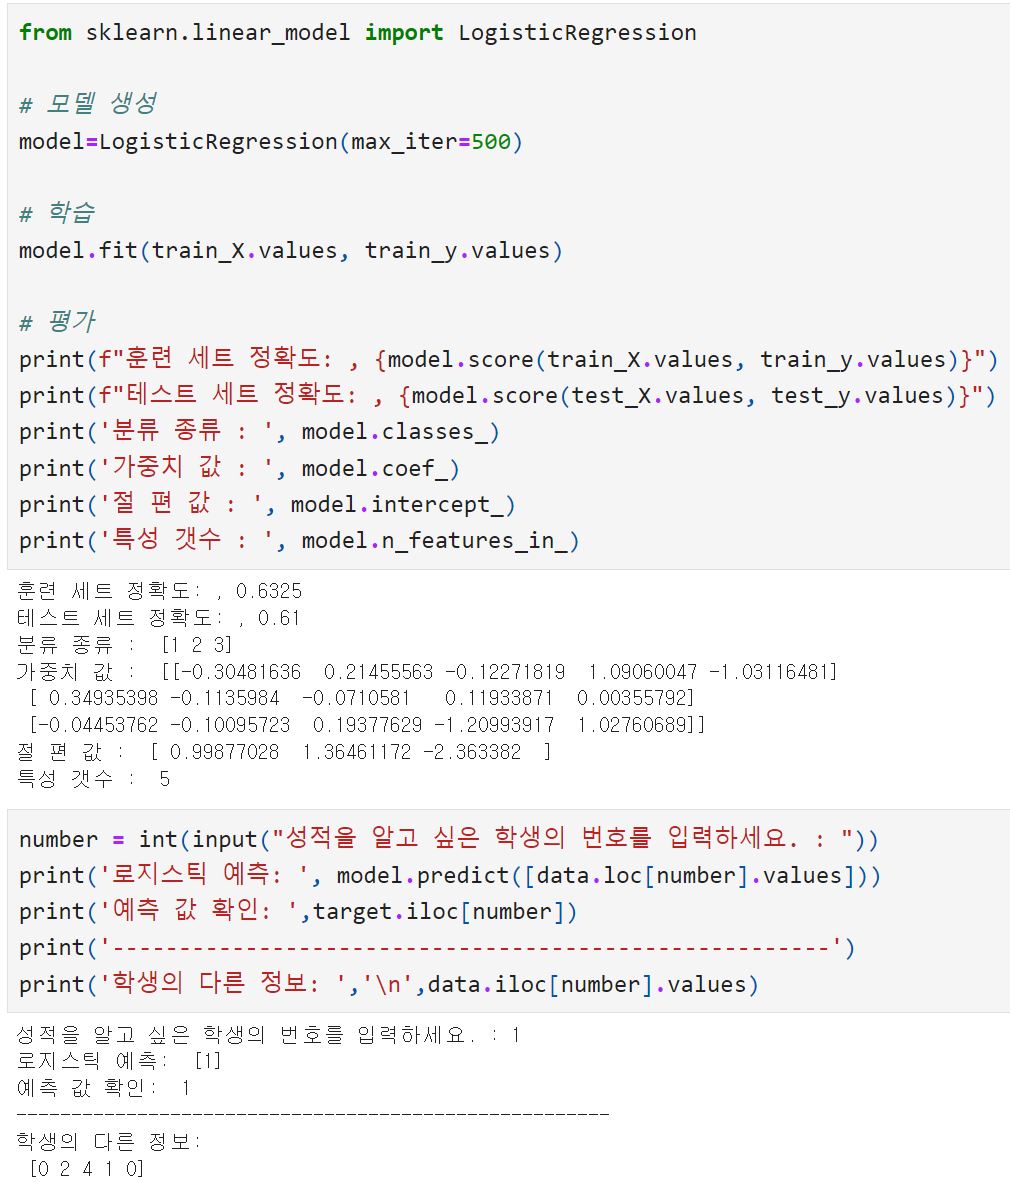 from sklearn.linear_model import LogisticRegression
# 모델 생성
model=LogisticRegression(max_iter=500)
# 학습
model.fit(train_X.values, train_y.values)
# 평가
print(f"훈련 세트 정확도: , {model.score(train_X.values, train_y.values)}")
print(f"테스트 세트 정확도: , {model.score(test_X.values, test_y.values)}")
print('분류 종류 : ', model.classes_)
print('가중치 값 : ', model.coef_)
print('절 편 값 : ', model.intercept_)
print('특성 갯수 : ', model.n_features_in_)
훈련 세트 정확도: , 0.6325
테스트 세트 정확도: , 0.61
분류 종류 :  [1 2 3]
가중치 값 :  [[-0.30481636  0.21455563 -0.12271819  1.09060047 -1.03116481]
 [ 0.34935398 -0.1135984  -0.0710581   0.11933871  0.00355792]
 [-0.04453762 -0.10095723  0.19377629 -1.20993917  1.02760689]]
절 편 값 :  [ 0.99877028  1.36461172 -2.363382  ]
특성 갯수 :  5
number = int(input("성적을 알고 싶은 학생의 번호를 입력하세요. : "))
print('로지스틱 예측: ', model.predict([data.loc[number].values]))
print('예측 값 확인: ',target.iloc[number])
print('------------------------------------------------------')
print('학생의 다른 정보: ','\n',data.iloc[number].values)
성적을 알고 싶은 학생의 번호를 입력하세요. : 1
로지스틱 예측:  [1]
예측 값 확인:  1
------------------------------------------------------
학생의 다른 정보:
 [0 2 4 1 0]